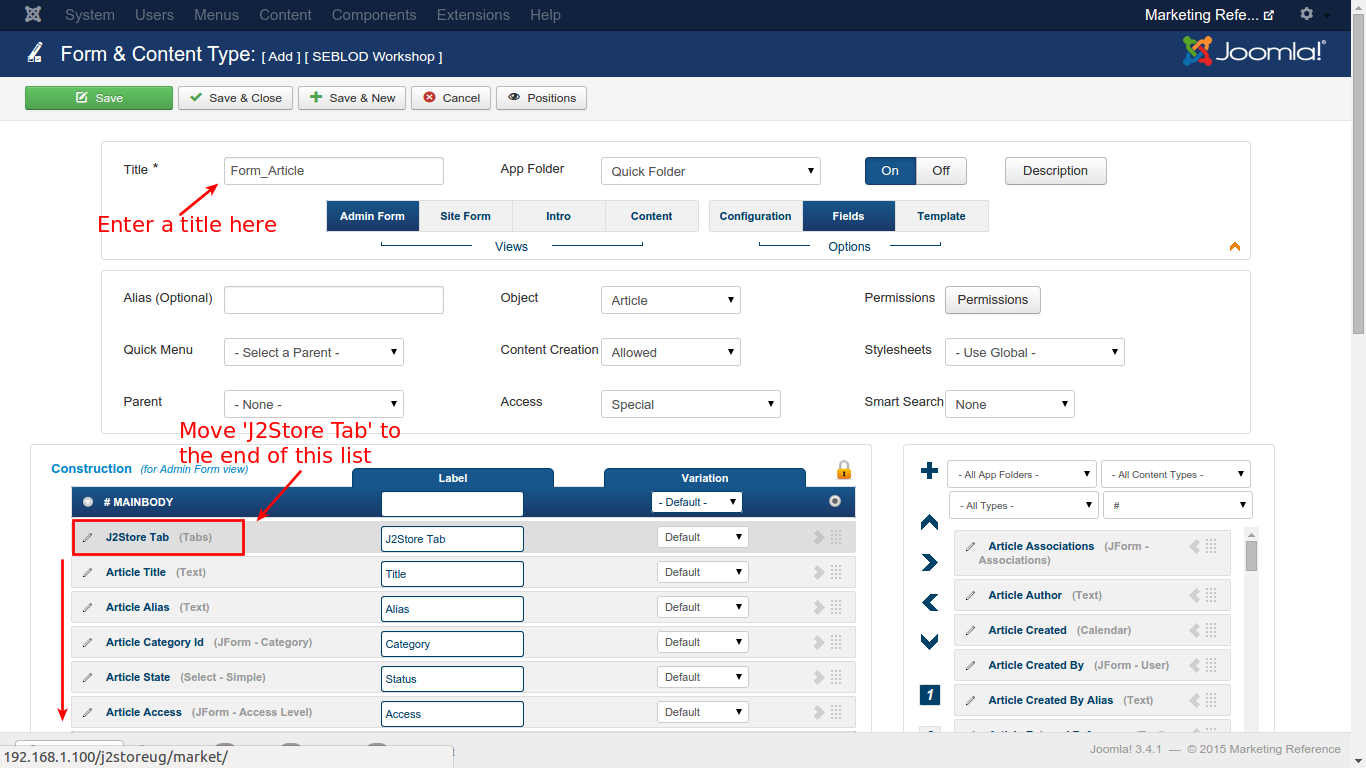 System Users Menus Content Components Extensions Help Marketing Refe...
Form & Content Type: [ Add ] [ SEBLOD Workshop ] Joomla!®
Save Save & Close Save & New Cancel Positions
Title * Form_Article App Folder Quick Folder On Off Description
Enter a title here
Admin Form Site Form Intro Content Configuration Fields Template
Views Options
Alias (Optional) Object Article Permissions Permissions
Quick Menu - Select a Parent - Content Creation Allowed Stylesheets - Use Global -
Parent - None - Access Special Smart Search None
Move 'J2Store Tab' to
the end of this list
Construction (for Admin Form view) Label Variation - All App Folders - - All Content Types -
# MAINBODY - Default - - All Types - #
J2Store Tab (Tabs) J2Store Tab Default
Article Title (Text) Title Default
Article Alias (Text) Alias Default
Article Category Id (JForm - Category) Category Default
Article State (Select - Simple) Status Default
Article Access (JForm - Access Level) Access Default
Article Associations (JForm -
Associations)
Article Author (Text)
Article Created (Calendar)
Article Created By (JForm - User)
1
Article Created By Alias (Text)
192.168.1.100/j2storeug/market/ Joomla! 3.4.1 — © 2015 Marketing Reference